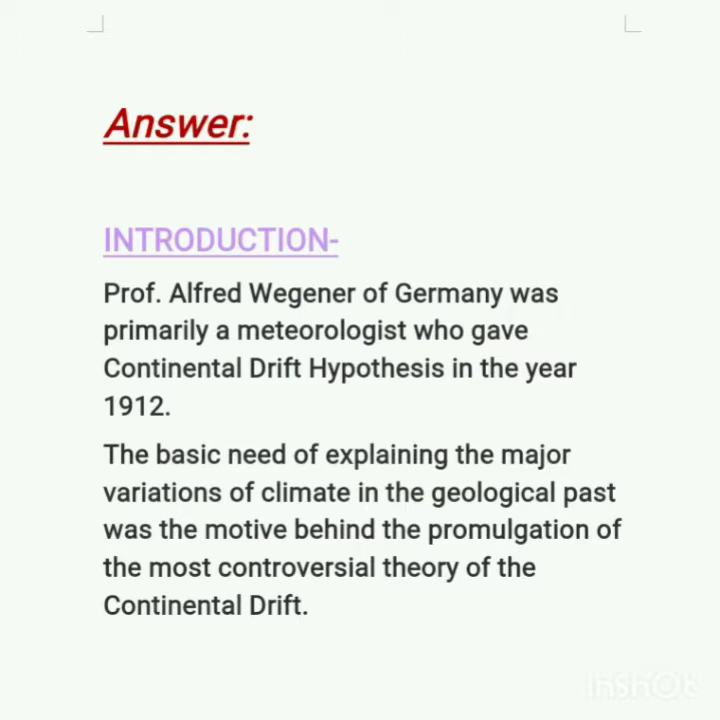 Answer:
INTRODUCTION-
Prof. Alfred Wegener of Germany was
primarily a meteorologist who gave
Continental Drift Hypothesis in the year
1912.
The basic need of explaining the major
variations of climate in the geological past
was the motive behind the promulgation of
the most controversial theory of the
Continental Drift.
InShOt